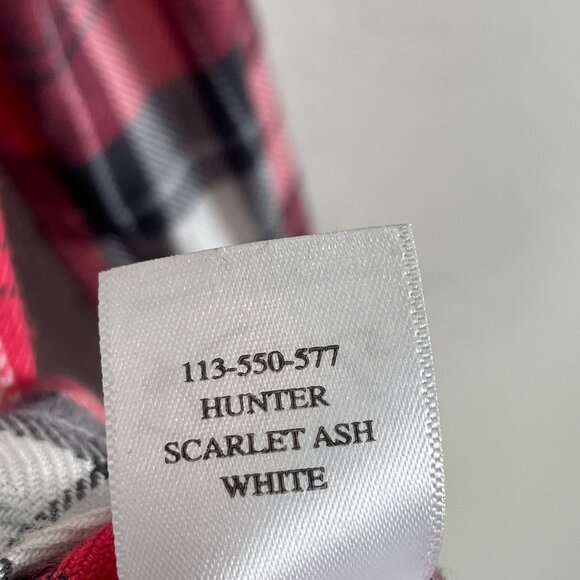 113-550-577
HUNTER
SCARLET ASH
WHITE